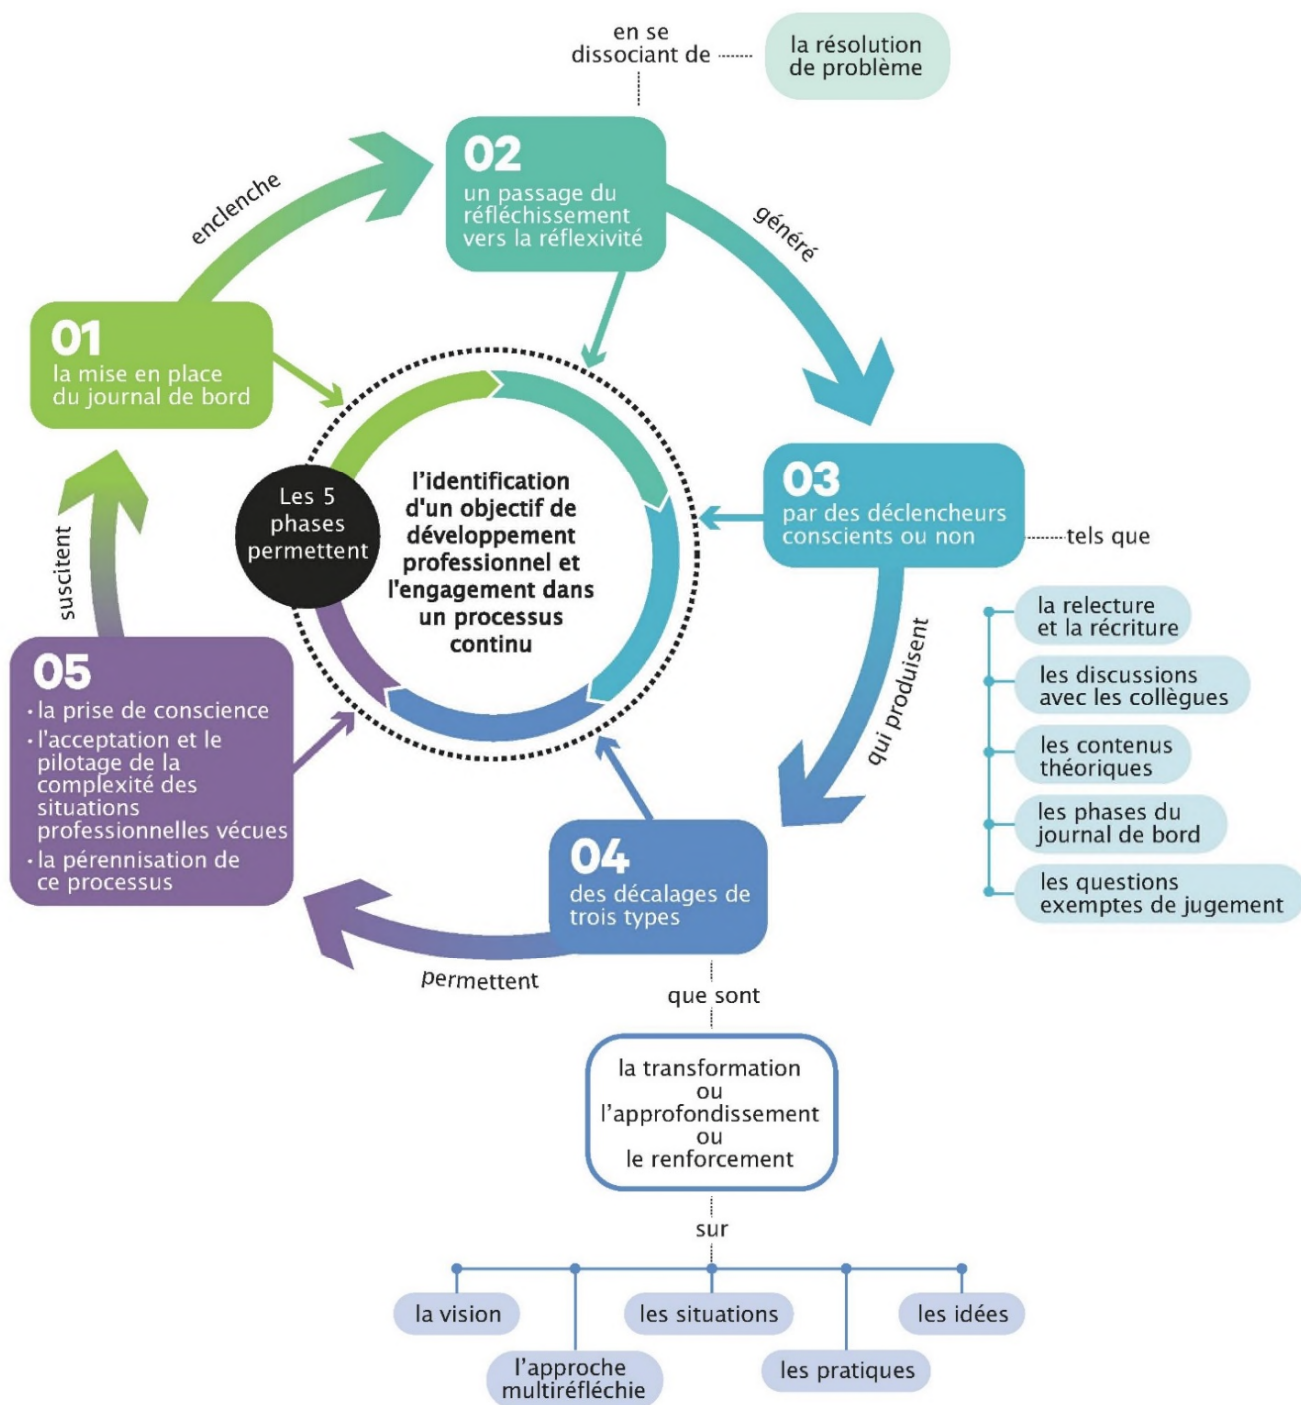 en se
dissociant de
la résolution
de problème
02
un passage du
réfléchissement
vers la réflexivité
enclenche
généré
01
la mise en place
du journal de bord
Les 5
phases
permettent
l'identification
d'un objectif de
développement
professionnel et
l'engagement dans
un processus
continu
03
par des déclencheurs
conscients ou non
tels que
la relecture
et la récriture
les discussions
avec les collègues
les contenus
théoriques
les phases du
journal de bord
les questions
exemptes de jugement
suscitent
qui produisent
05
· la prise de conscience
· l'acceptation et le
pilotage de la
complexité des
situations
professionnelles vécues
· la pérennisation de
ce processus
04
des décalages de
trois types
permettent
que sont
la transformation
ou
l'approfondissement
ou
le renforcement
sur
la vision
les situations
les idées
l'approche
multiréfléchie
les pratiques